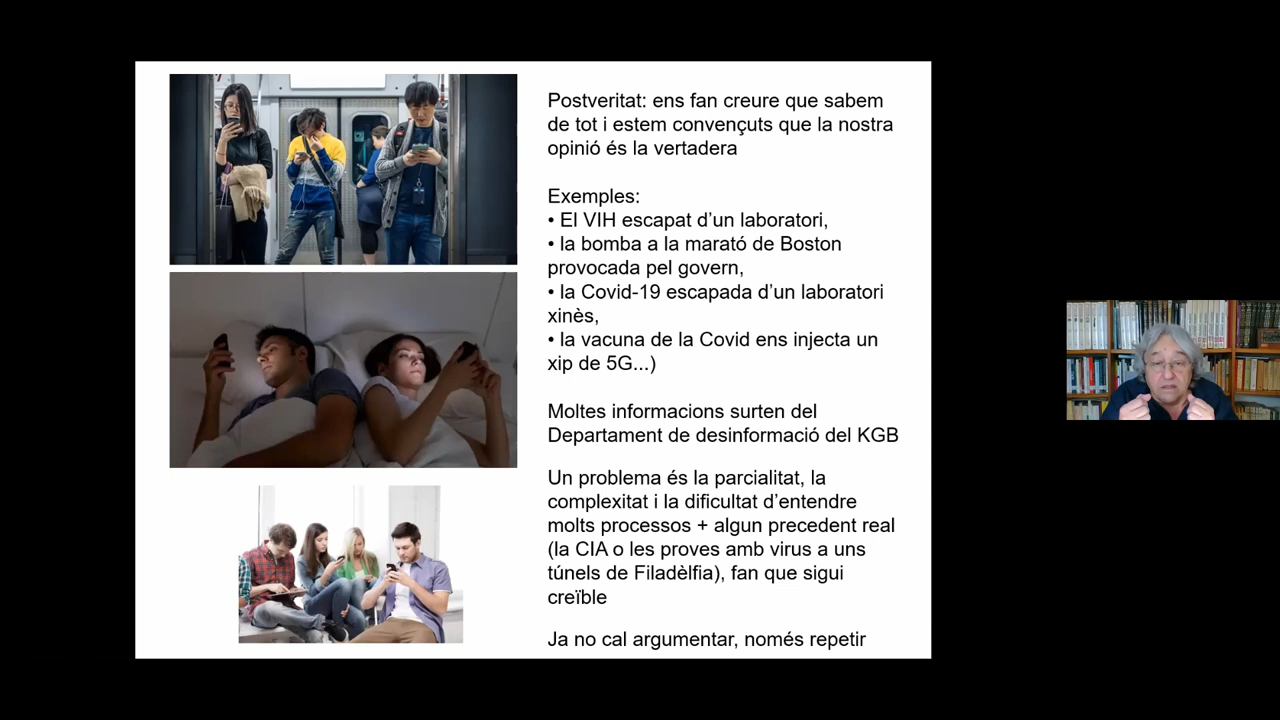 Postveritat: ens fan creure que sabem
de tot i estem convençuts que la nostra
opinió és la vertadera
Exemples:
• El VIH escapat d’un laboratori,
• la bomba a la marató de Boston
provocada pel govern,
• la Covid-19 escapada d’un laboratori
xinès,
• la vacuna de la Covid ens injecta un
xip de 5G...)
Moltes informacions surten del
Departament de desinformació del KGB
Un problema és la parcialitat, la
complexitat i la dificultat d’entendre
molts processos + algun precedent real
(la CIA o les proves amb virus a uns
túnels de Filadèlfia), fan que sigui
creïble
Ja no cal argumentar, només repetir